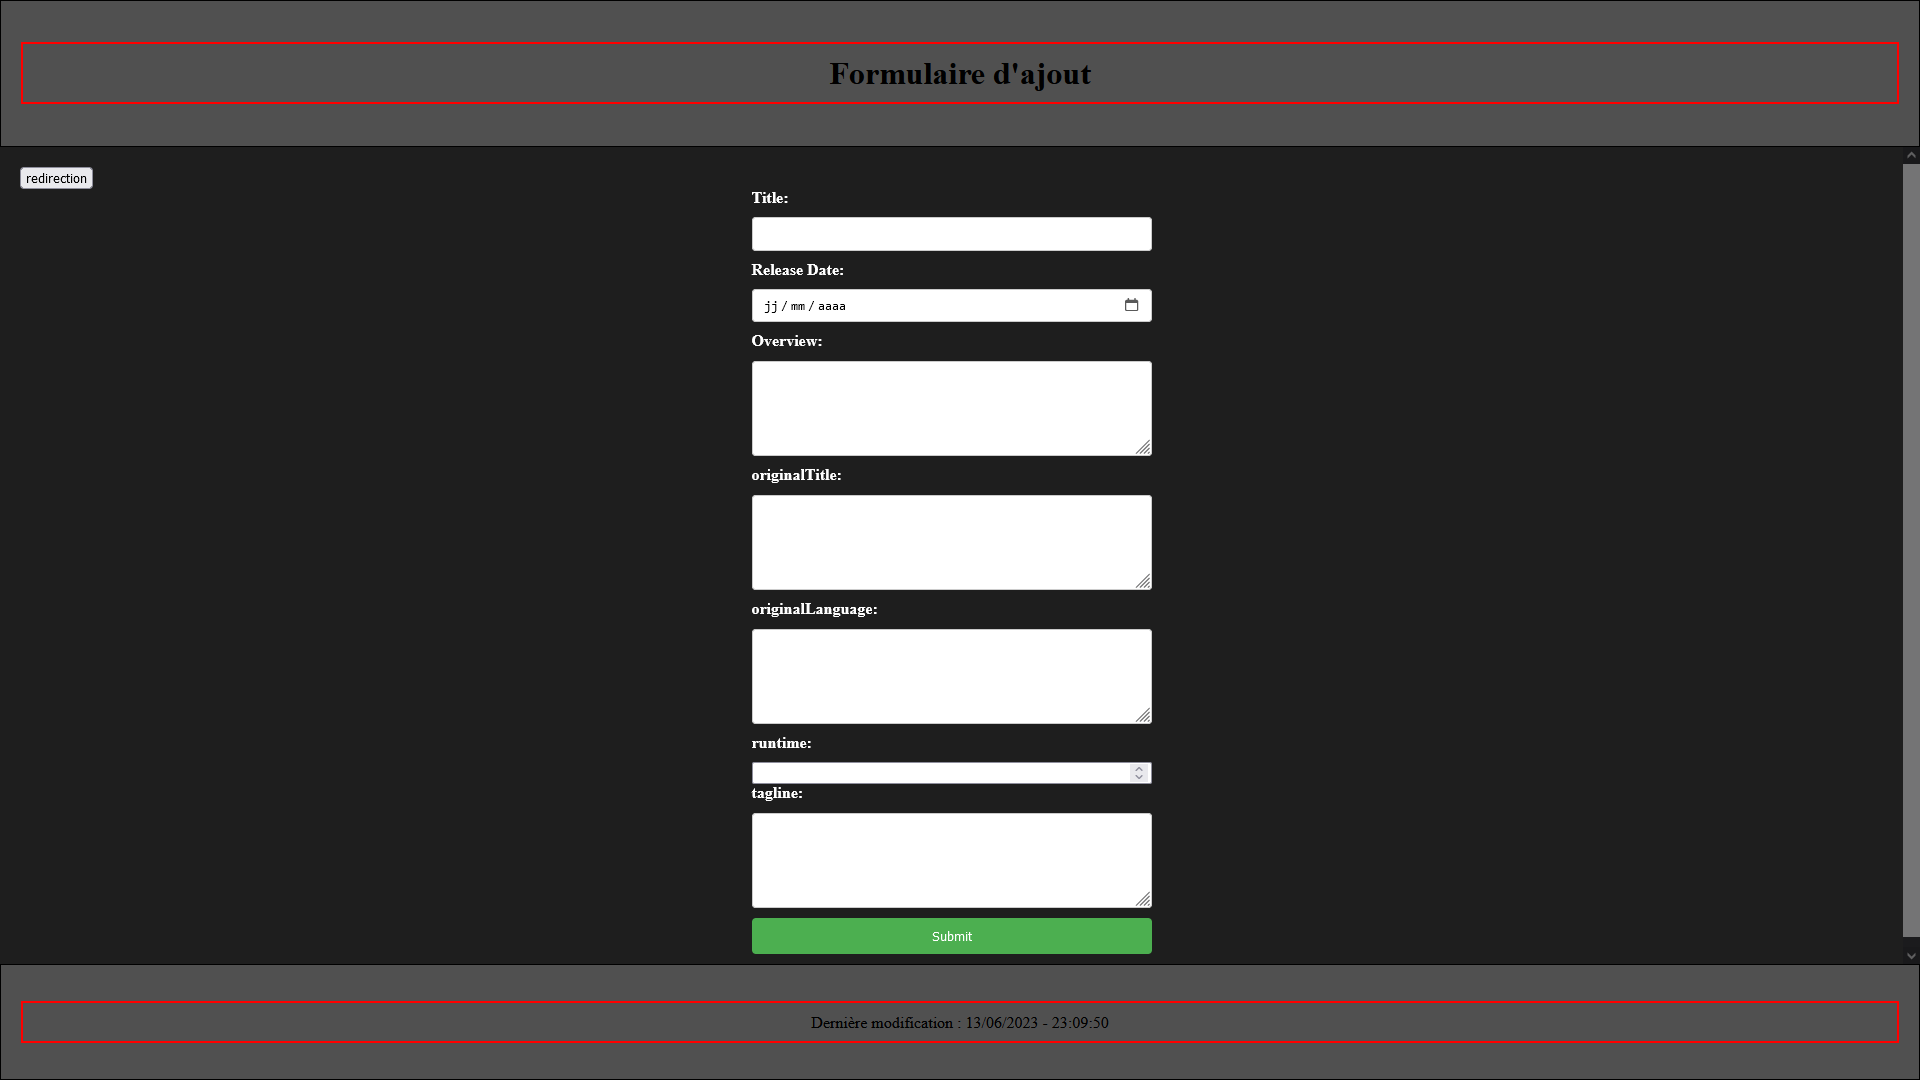 Formulaire d'ajout
redirection
Title:
Release Date:
jj / mm / aaaa
Overview:
originalTitle:
originalLanguage:
runtime:
tagline:
Submit
Dernière modification : 13/06/2023 - 23:09:50